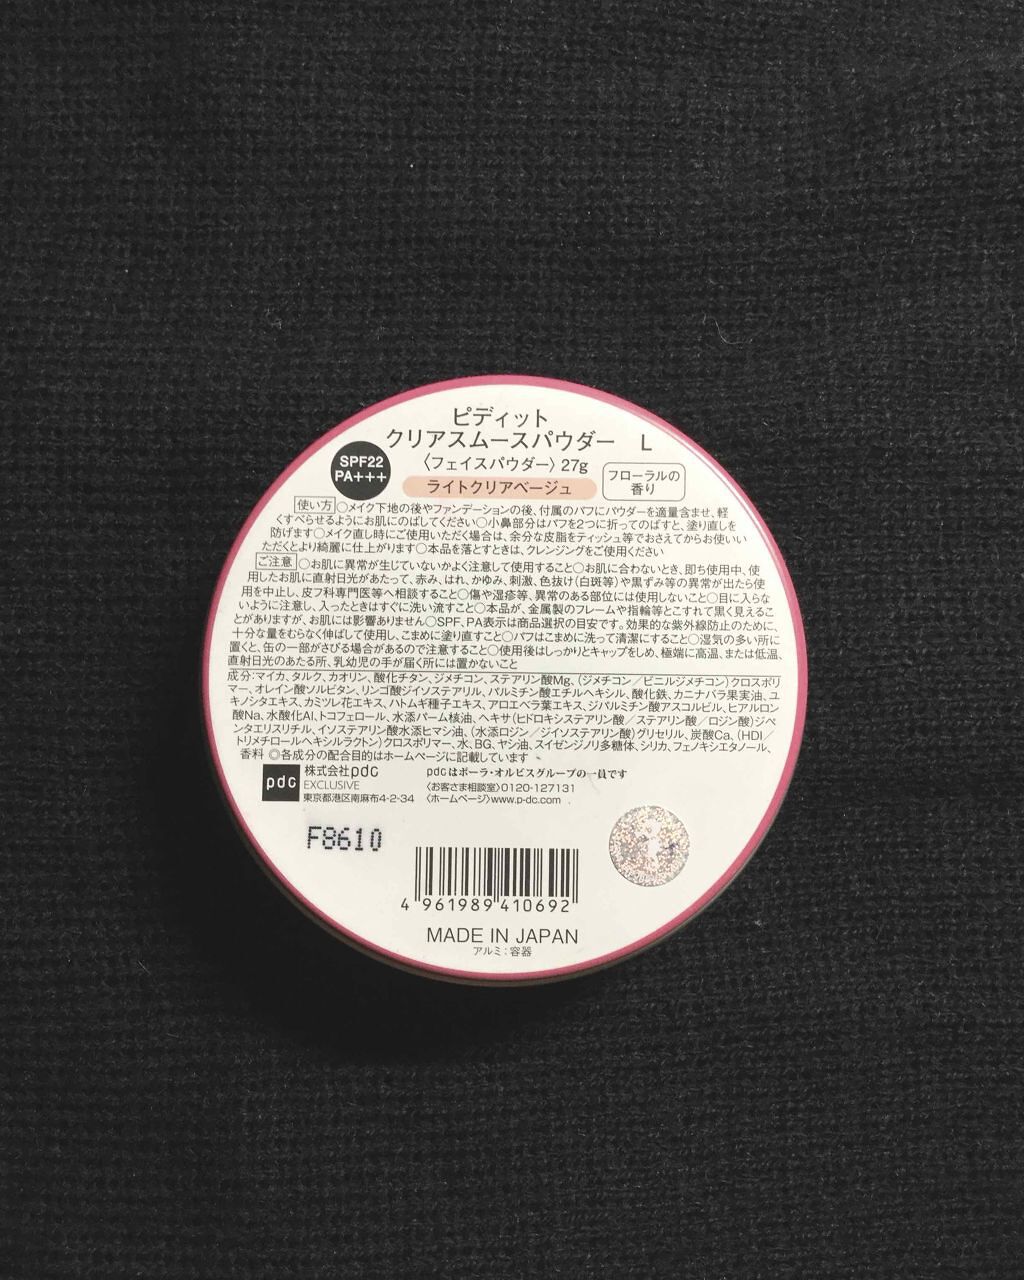 ピディット
クリアスムースパウダー L
SPF22
PA+++
〈フェイスパウダー〉27g
ライトクリアベージュ
フローラルの
香り
使い方 ○メイク下地の後やファンデーションの後、付属のパフにパウダーを適量含ませ、軽
くすべらせるようにお肌にのばしてください○小鼻部分はパフを2つに折ってのばすと、塗り直しを
防げます○メイク直し時にご使用いただく場合は、余分な皮脂をティッシュ等でおさえてからお使いい
ただくとより綺麗に仕上がります○本品を落とすときは、クレンジングをご使用ください
ご注意 ○お肌に異常が生じていないかよく注意して使用すること○お肌に合わないとき、即ち使用中、使
用したお肌に直射日光があたって、赤み、はれ、かゆみ、刺激、色抜け(白斑等)や黒ずみ等の異常が出たら使
用を中止し、皮フ科専門医等へ相談すること○傷や湿疹等、異常のある部位には使用しないこと○目に入らな
いように注意し、入ったときはすぐに洗い流すこと○本品が、金属製のフレームや指輪等とこすれて黒く見えるこ
とがありますが、お肌には影響ありません○SPF、PA表示は商品選択の目安です。効果的な紫外線防止のために、
十分な量をむらなく伸ばして使用し、こまめに塗り直すこと○パフはこまめに洗って清潔にすること○湿気の多い所に
置くと、缶の一部がさびる場合があるので注意すること○使用後はしっかりとキャップをしめ、極端に高温、または低温、
直射日光のあたる所、乳幼児の手が届く所には置かないこと
成分:マイカ、タルク、カオリン、酸化チタン、ジメチコン、ステアリン酸Mg、(ジメチコン/ビニルジメチコン)クロスポリ
マー、オレイン酸ソルビタン、リンゴ酸ジイソステアリル、パルミチン酸エチルヘキシル、酸化鉄、カニナバラ果実油、ユ
キノシタエキス、カミツレ花エキス、ハトムギ種子エキス、アロエベラ葉エキス、ジパルミチン酸アスコルビル、ヒアルロン
酸Na、水酸化Al、トコフェロール、水添パーム核油、ヘキサ(ヒドロキシステアリン酸/ステアリン酸/ロジン酸)ジペ
ンタエリスリチル、イソステアリン酸水添ヒマシ油、(水添ロジン/ジイソステアリン酸)グリセリル、炭酸Ca、(HDI/
トリメチロールヘキシルラクトン)クロスポリマー、水、BG、ヤシ油、スイゼンジノリ多糖体、シリカ、フェノキシエタノール、
香料 ◎各成分の配合目的はホームページに記載しています
pdc
株式会社pdc
EXCLUSIVE
東京都港区南麻布4-2-34
pdcはポーラ・オルビスグループの一員です
〈お客さま相談室〉0120-127131
〈ホームページ〉www.p-dc.com
F8610
4 961989 410692
MADE IN JAPAN
アルミ:容器